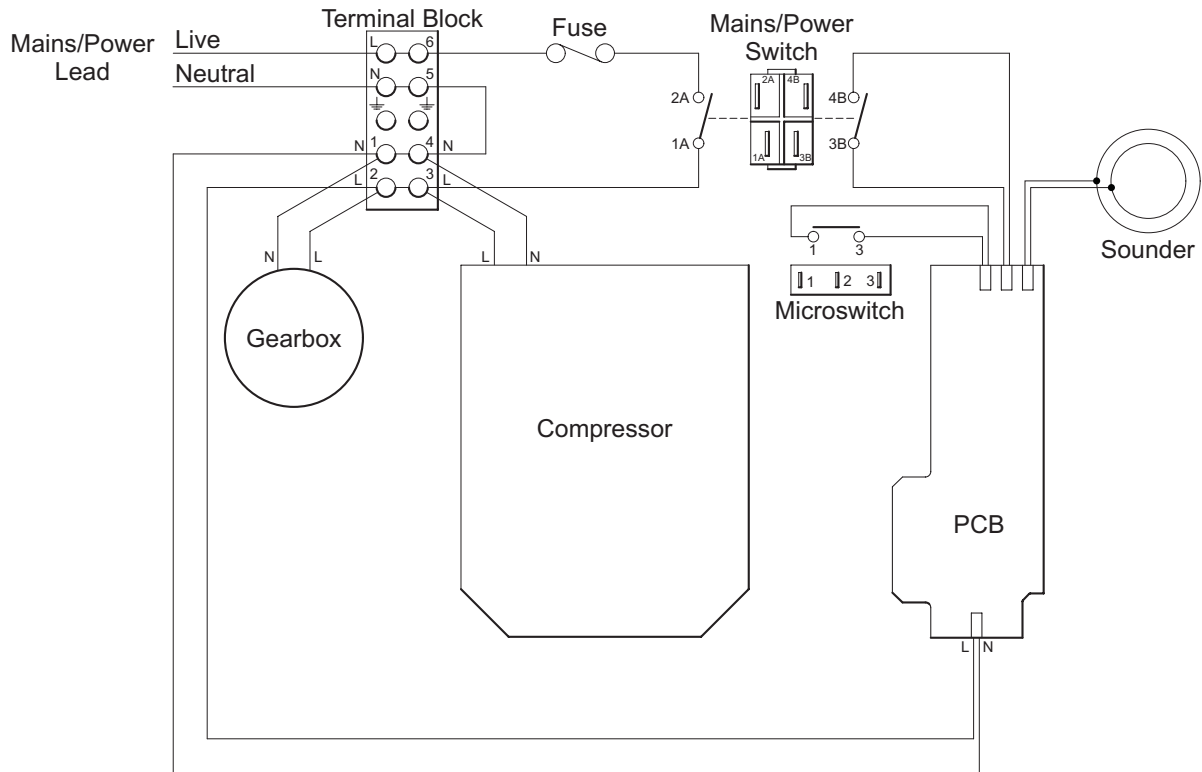 Mains/Power
Lead
Live
Neutral
Terminal Block
L
6
N
5
N
1
4
N
L
2
3
L
Fuse
2A
1A
Mains/Power
Switch
2A
4B
1A
3B
4B
3B
Sounder
1
3
1
2
3
Microswitch
N
L
Gearbox
L
N
Compressor
PCB
L
N